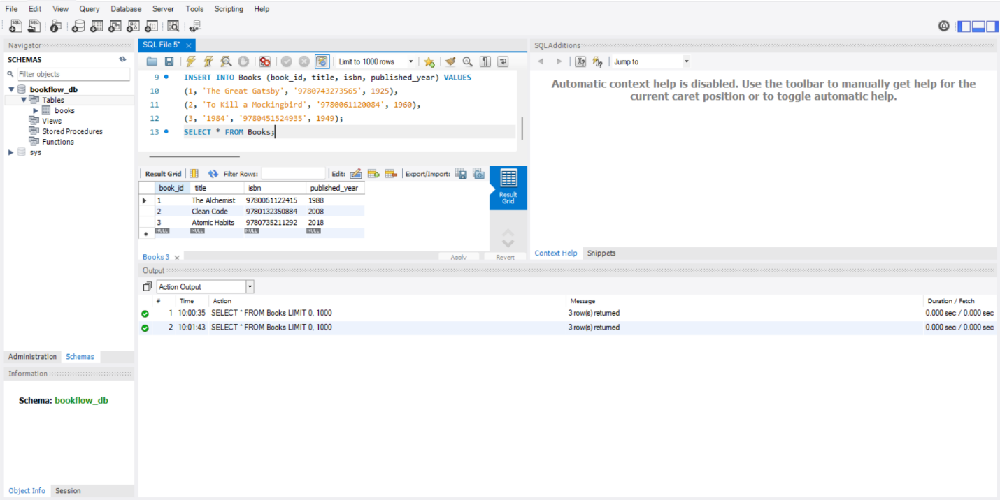 File Edit View Query Database Server Tools Scripting Help
Navigator
SCHEMAS
Filter objects
bookflow_db
Tables
books
Views
Stored Procedures
Functions
sys
Administration Schemas
Information
Schema: bookflow_db
Object Info Session
SQL File 5*
Limit to 1000 rows
9 INSERT INTO Books (book_id, title, isbn, published_year) VALUES
10 (1, 'The Great Gatsby', '9780743273565', 1925),
11 (2, 'To Kill a Mockingbird', '9780061120084', 1960),
12 (3, '1984', '9780451524935', 1949);
13 SELECT * FROM Books;
Result Grid Filter Rows: Edit: Export/Import:
book_id title isbn published_year
1 The Alchemist 9780061122415 1988
2 Clean Code 9780132350884 2008
3 Atomic Habits 9780735211292 2018
NULL NULL NULL NULL
Result
Grid
Books 3 Apply Revert
SQLAdditions
Jump to
Automatic context help is disabled. Use the toolbar to manually get help for the
current caret position or to toggle automatic help.
Context Help Snippets
Output
Action Output
# Time Action Message Duration / Fetch
1 10:00:35 SELECT * FROM Books LIMIT 0, 1000 3 row(s) returned 0.000 sec / 0.000 sec
2 10:01:43 SELECT * FROM Books LIMIT 0, 1000 3 row(s) returned 0.000 sec / 0.000 sec